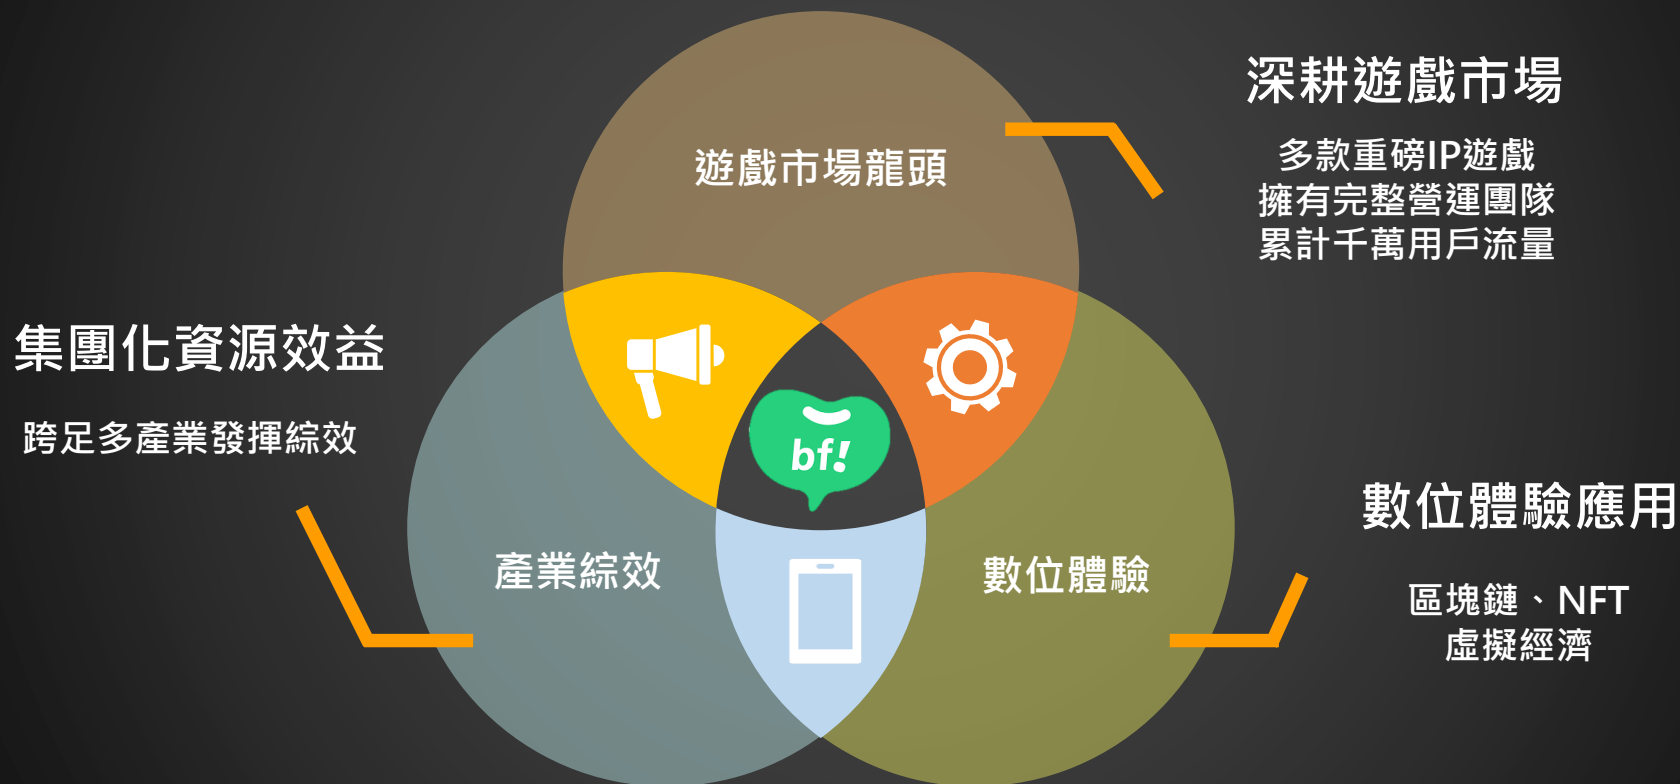 深耕遊戲市場
多款重磅IP遊戲
擁有完整營運團隊
累計千萬用戶流量
遊戲市場龍頭
集團化資源效益
跨足多產業發揮綜效
bf!
產業綜效
數位體驗
數位體驗應用
區塊鏈、NFT
虛擬經濟